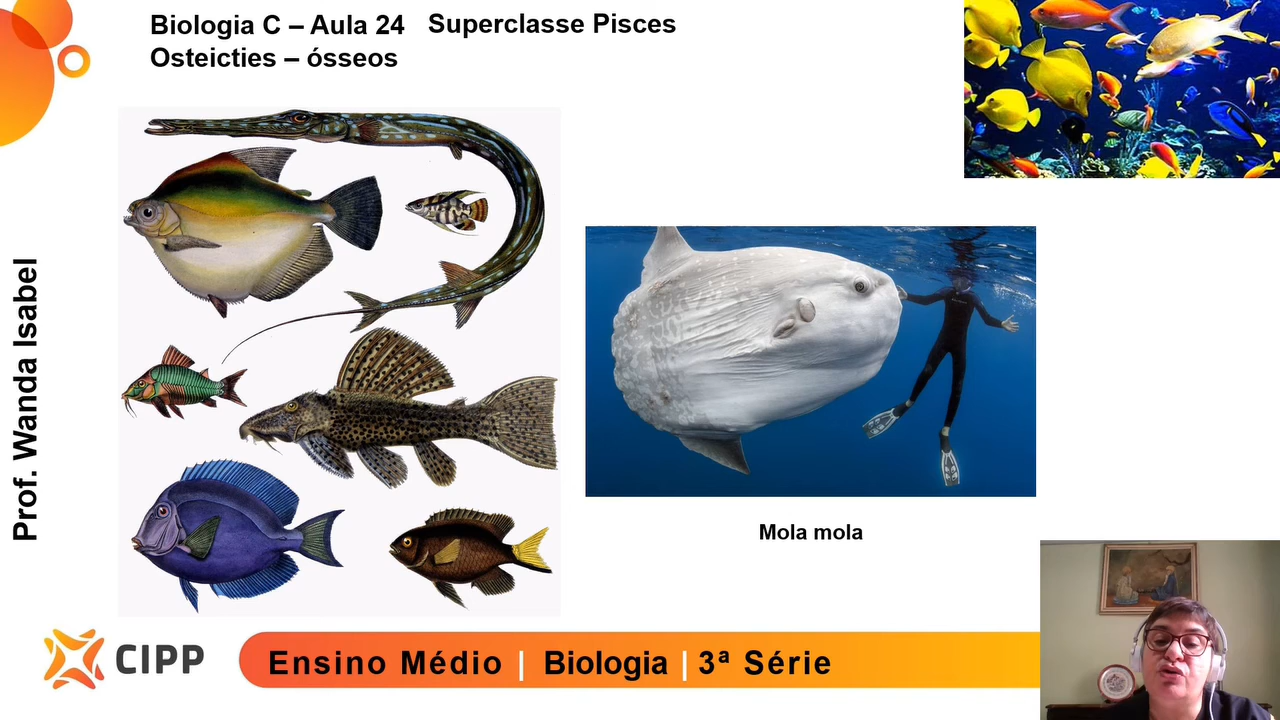 Biologia C – Aula 24 Superclasse Pisces
Osteicties – ósseos
Prof. Wanda Isabel
Mola mola
CIPP
Ensino Médio | Biologia | 3ª Série